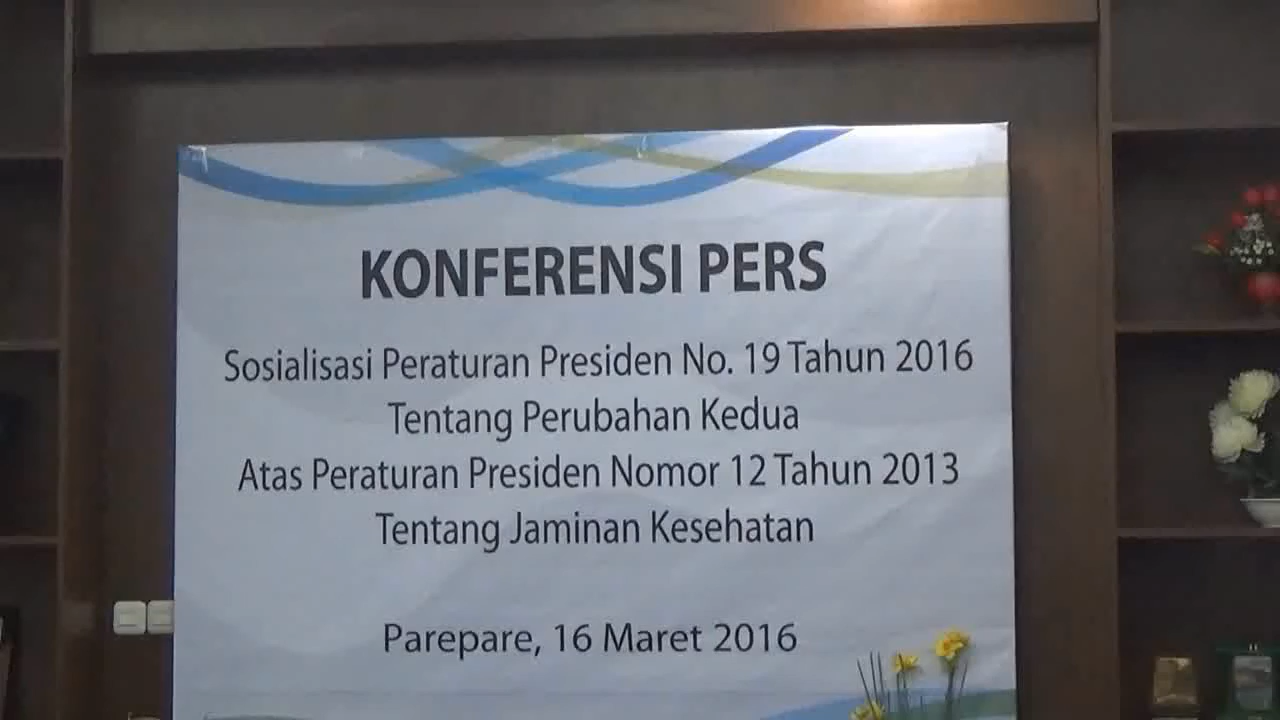 KONFERENSI PERS
Sosialisasi Peraturan Presiden No. 19 Tahun 2016
Tentang Perubahan Kedua
Atas Peraturan Presiden Nomor 12 Tahun 2013
Tentang Jaminan Kesehatan
Parepare, 16 Maret 2016